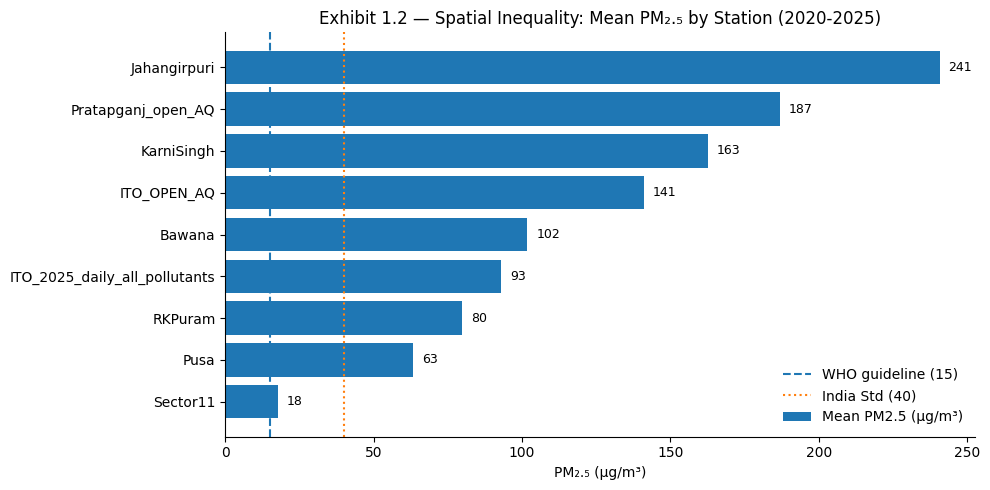 Exhibit 1.2 — Spatial Inequality: Mean PM₂.₅ by Station (2020-2025)
Jahangirpuri 241
Pratapganj_open_AQ 187
KarniSingh 163
ITO_OPEN_AQ 141
Bawana 102
ITO_2025_daily_all_pollutants 93
RKPuram 80
Pusa 63
Sector11 18
WHO guideline (15)
India Std (40)
Mean PM2.5 (µg/m³)
0 50 100 150 200 250
PM₂.₅ (µg/m³)